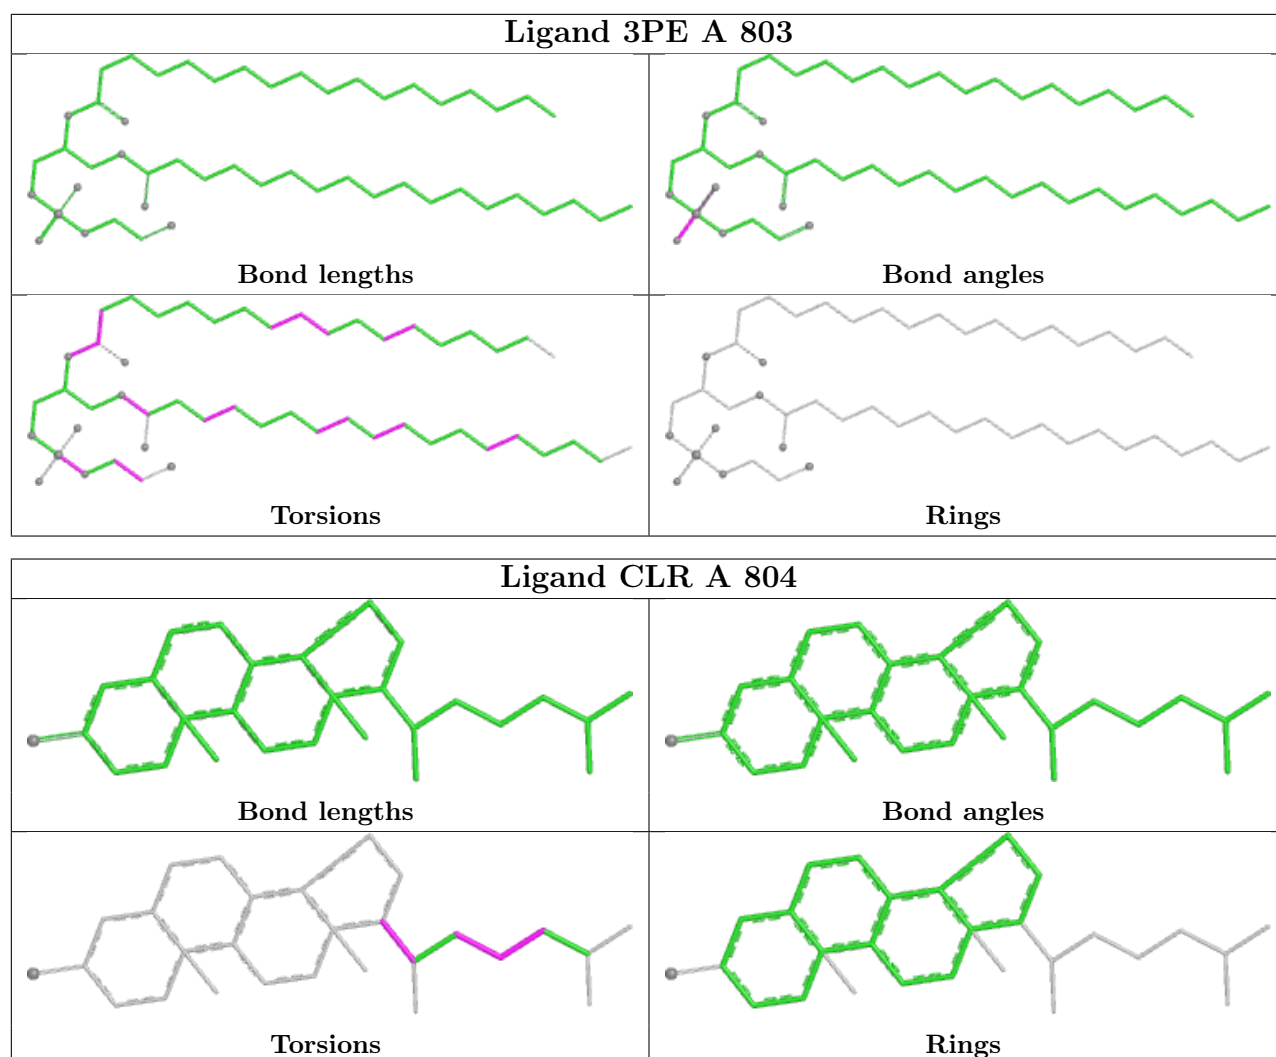 Ligand 3PE A 803
Bond lengths
Bond angles
Torsions
Rings
Ligand CLR A 804
Bond lengths
Bond angles
Torsions
Rings